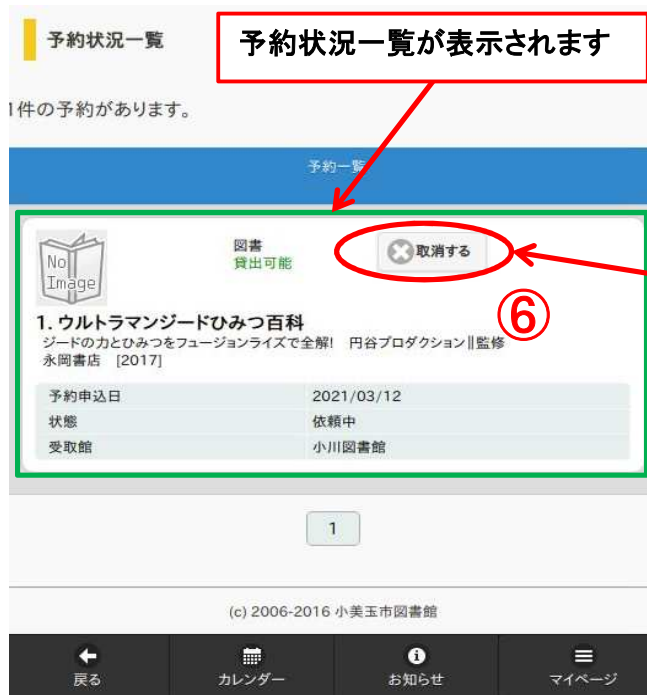 予約状況一覧
予約状況一覧が表示されます
1件の予約があります。
予約一覧
No Image
図書
貸出可能
取消する
⑥
1. ウルトラマンジードひみつ百科
ジードの力とひみつをフュージョンライズで全解! 円谷プロダクション∥監修
永岡書店 [2017]
予約申込日 2021/03/12
状態 依頼中
受取館 小川図書館
1
(c) 2006-2016 小美玉市図書館
戻る カレンダー お知らせ マイページ